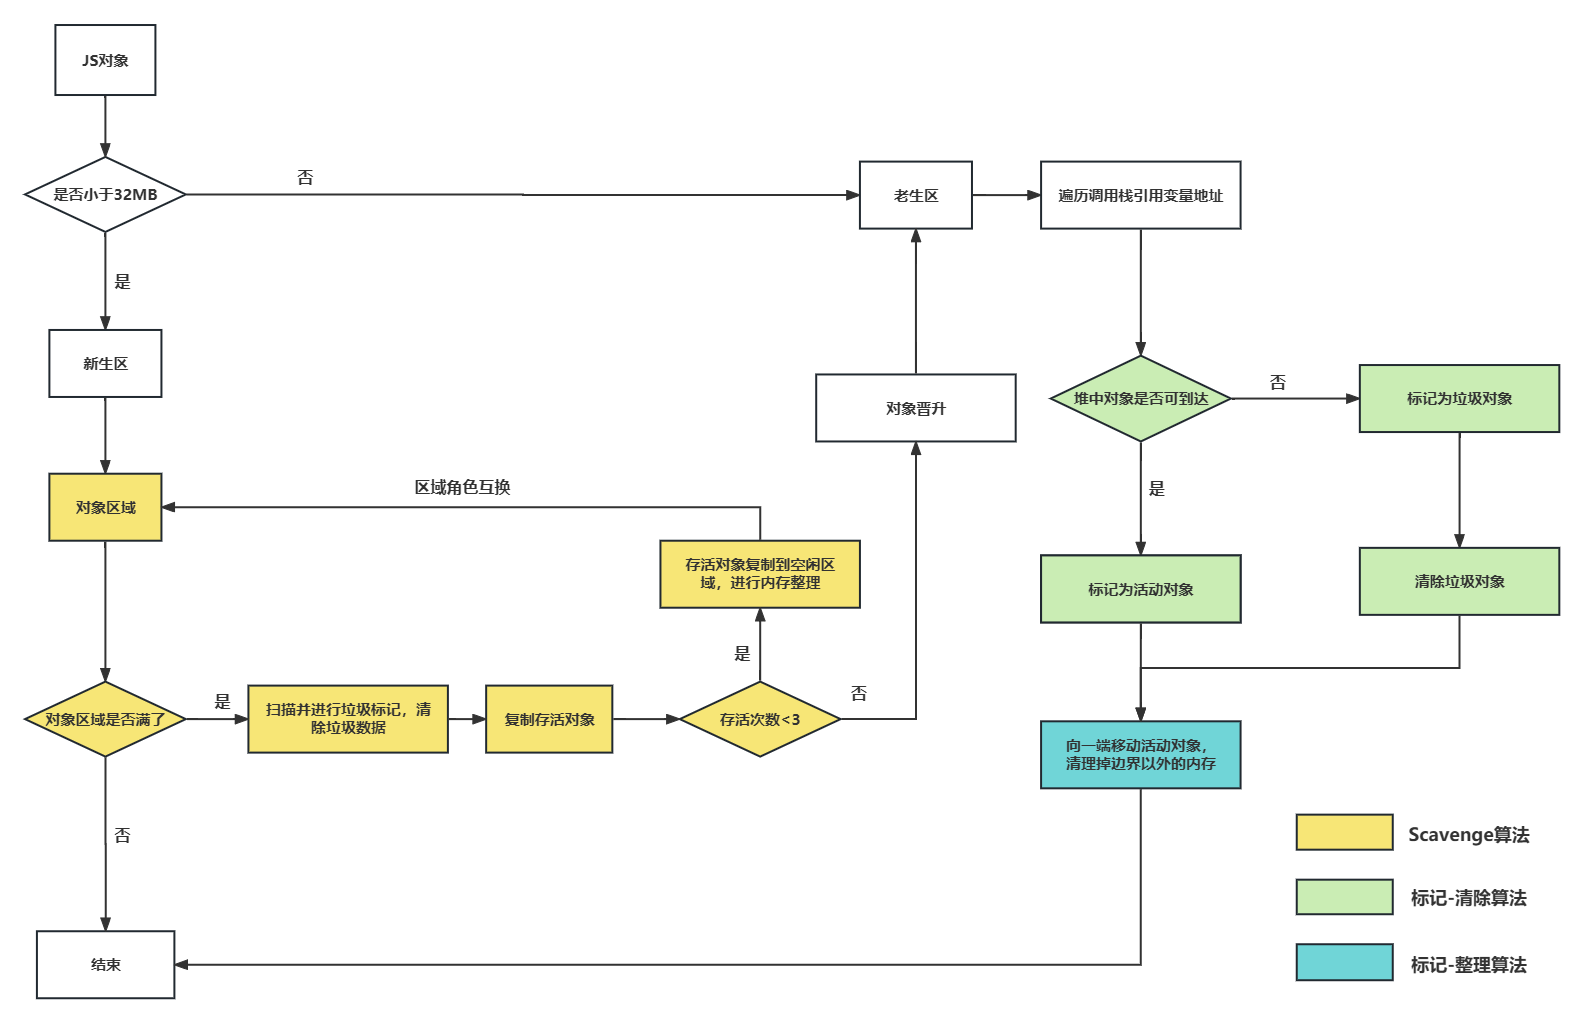 JS对象
是否小于32MB
否
老生区
遍历调用栈引用变量地址
是
新生区
对象晋升
堆中对象是否可到达
否
标记为垃圾对象
是
对象区域
区域角色互换
存活对象复制到空闲区
域，进行内存整理
标记为活动对象
清除垃圾对象
是
否
对象区域是否满了
是
扫描并进行垃圾标记，清
除垃圾数据
复制存活对象
存活次数<3
向一端移动活动对象，
清理掉边界以外的内存
否
结束
Scavenge算法
标记-清除算法
标记-整理算法